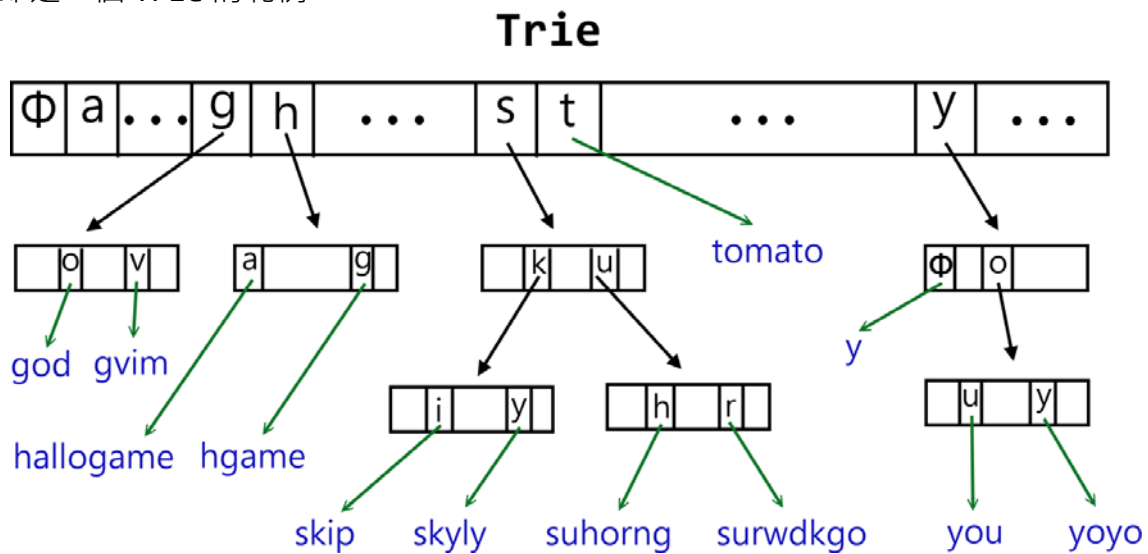 Trie
Φ a ... g h ... s t ... y ...
o v a g k u tomato Φ o
god gvim y
i y h r u y
hallogame hgame
skip skyly suhorng surwdkgo you yoyo